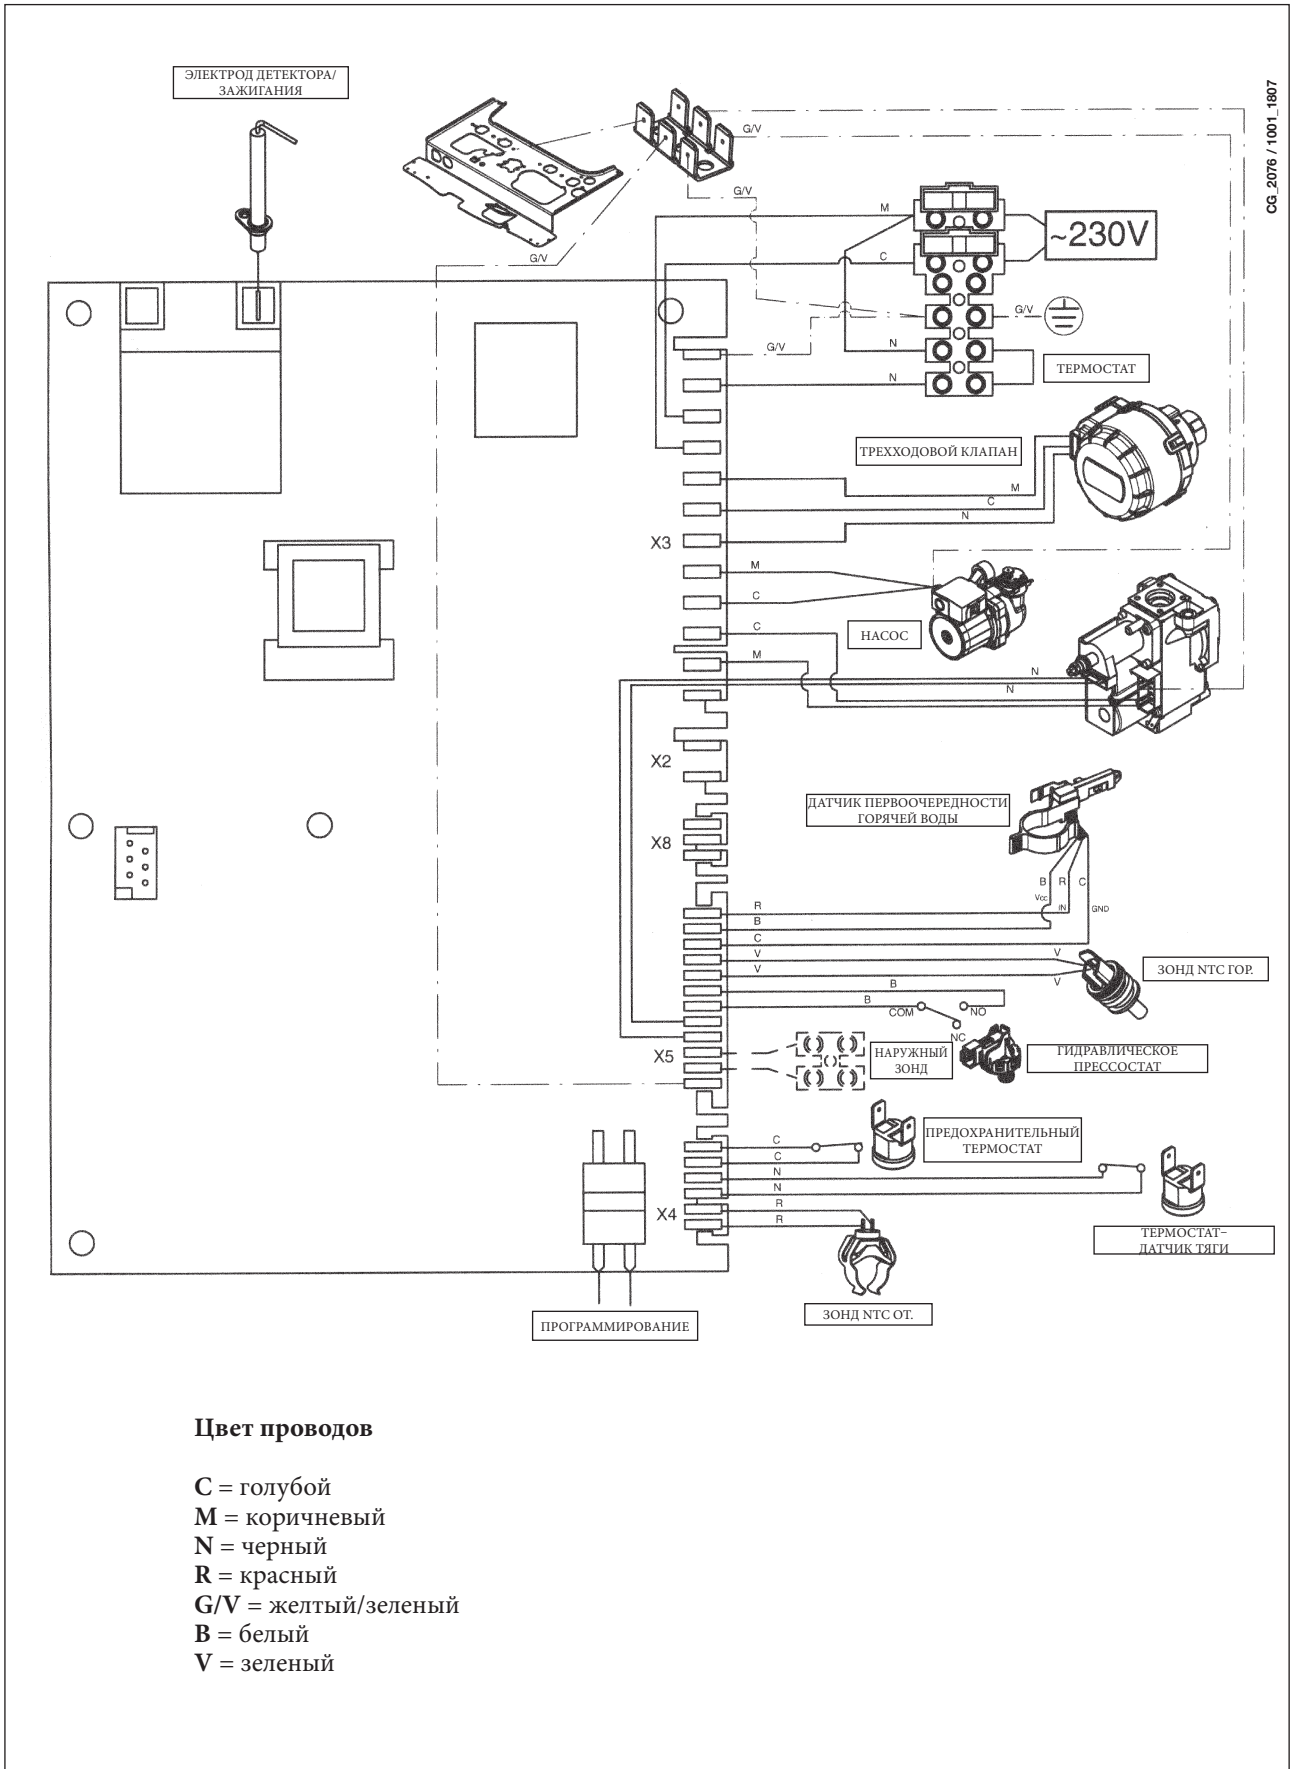 ЭЛЕКТРОД ДЕТЕКТОРА/
ЗАЖИГАНИЯ
CG_2076 / 1001_1807
G/V
G/V
M
~230V
G/V
C
G/V
G/V
N
ТЕРМОСТАТ
N
ТРЕХХОДОВОЙ КЛАПАН
M
C
N
X3
M
C
НАСОС
C
M
N
N
X2
ДАТЧИК ПЕРВООЧЕРЕДНОСТИ
ГОРЯЧЕЙ ВОДЫ
X8
B R C
Vcc IN GND
R
B
C
V
V
V
V
ЗОНД NTC ГОР.
B
B
COM
NO
NC
X5
НАРУЖНЫЙ
ЗОНД
ГИДРАВЛИЧЕСКОЕ
ПРЕССОСТАТ
ПРЕДОХРАНИТЕЛЬНЫЙ
ТЕРМОСТАТ
C
C
N
N
R
R
X4
ТЕРМОСТАТ–
ДАТЧИК ТЯГИ
ЗОНД NTC ОТ.
ПРОГРАММИРОВАНИЕ
Цвет проводов
C = голубой
M = коричневый
N = черный
R = красный
G/V = желтый/зеленый
B = белый
V = зеленый